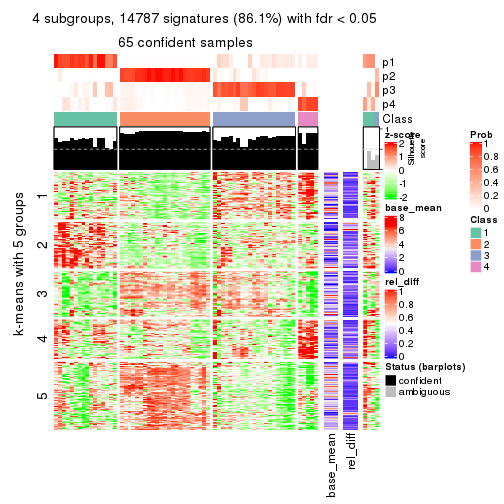 4 subgroups, 14787 signatures (86.1%) with fdr < 0.05
65 confident samples
p1
p2
p3
p4
Class
1
Silhouette
score
k-means with 5 groups
1
2
3
4
5
base_mean
rel_diff
z-score
2
1
0
-1
-2
base_mean
8
6
4
2
0
rel_diff
1
0.8
0.6
0.4
0.2
0
Status (barplots)
confident
ambiguous
Prob
1
0.8
0.6
0.4
0.2
0
Class
1
2
3
4